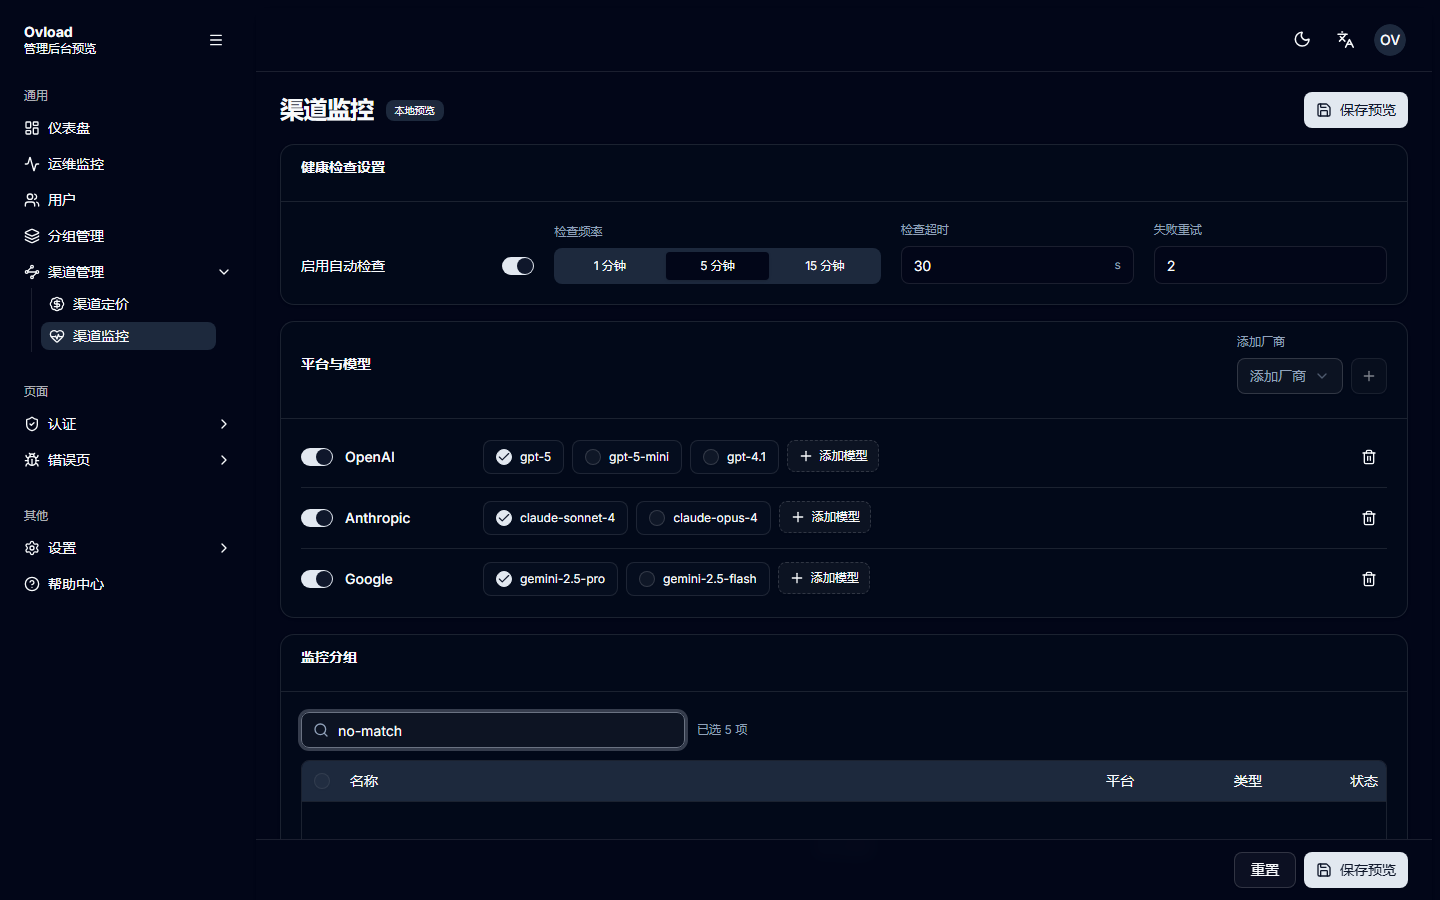 Ovload
管理后台预览
OV
通用
仪表盘
运维监控
用户
分组管理
渠道管理
渠道定价
渠道监控
页面
认证
错误页
其他
设置
帮助中心
渠道监控
本地预览
保存预览
健康检查设置
启用自动检查
检查频率
1 分钟
5 分钟
15 分钟
检查超时
30
s
失败重试
2
平台与模型
添加厂商
添加厂商
OpenAI
gpt-5
gpt-5-mini
gpt-4.1
添加模型
Anthropic
claude-sonnet-4
claude-opus-4
添加模型
Google
gemini-2.5-pro
gemini-2.5-flash
添加模型
监控分组
no-match
已选 5 项
名称
平台
类型
状态
重置
保存预览